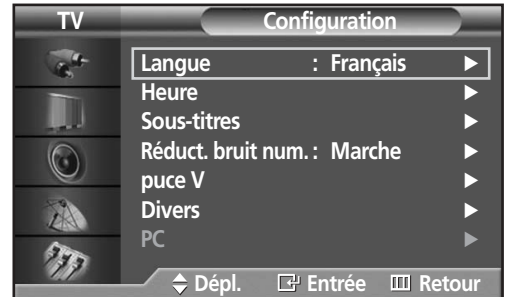 TV Configuration
Langue : Français
Heure
Sous-titres
Réduct. bruit num. : Marche
puce V
Divers
PC
Dépl. Entrée Retour